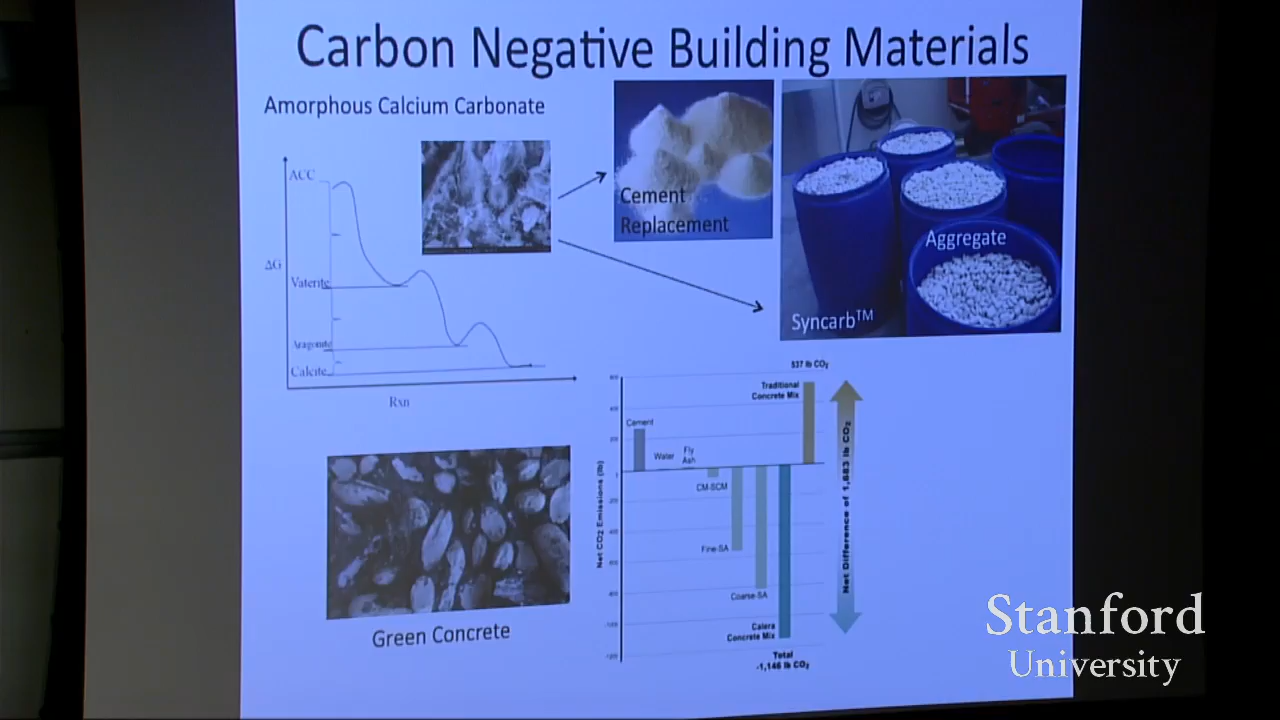 Carbon Negative Building Materials
Amorphous Calcium Carbonate
ACC
ΔG
Vaterite
Aragonite
Calcite
Rxn
Cement
Replacement
Aggregate
Syncarb™
Green Concrete
537 lb CO₂
Traditional
Concrete Mix
Cement
Water
Fly
Ash
CM-SCM
Fine-SA
Coarse-SA
Calera
Concrete Mix
Total
-1,146 lb CO₂
Net CO2 Emissions (lb)
Net Difference of 1,683 lb CO₂
Stanford
University